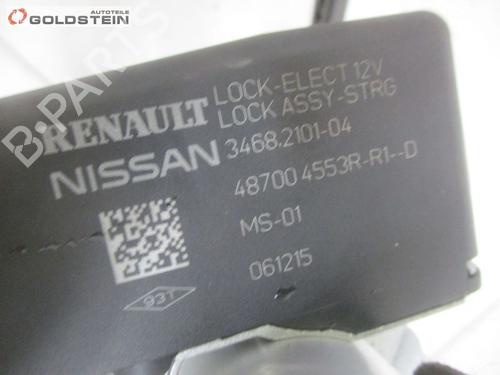 autoteile
GOLDSTEIN
B-PARTS
RENAULT
NISSAN
LOCK-ELECT 12V
LOCK ASSY-STRG
3468.2101-04
48700 4553R-R1--D
MS-01
061215
93T